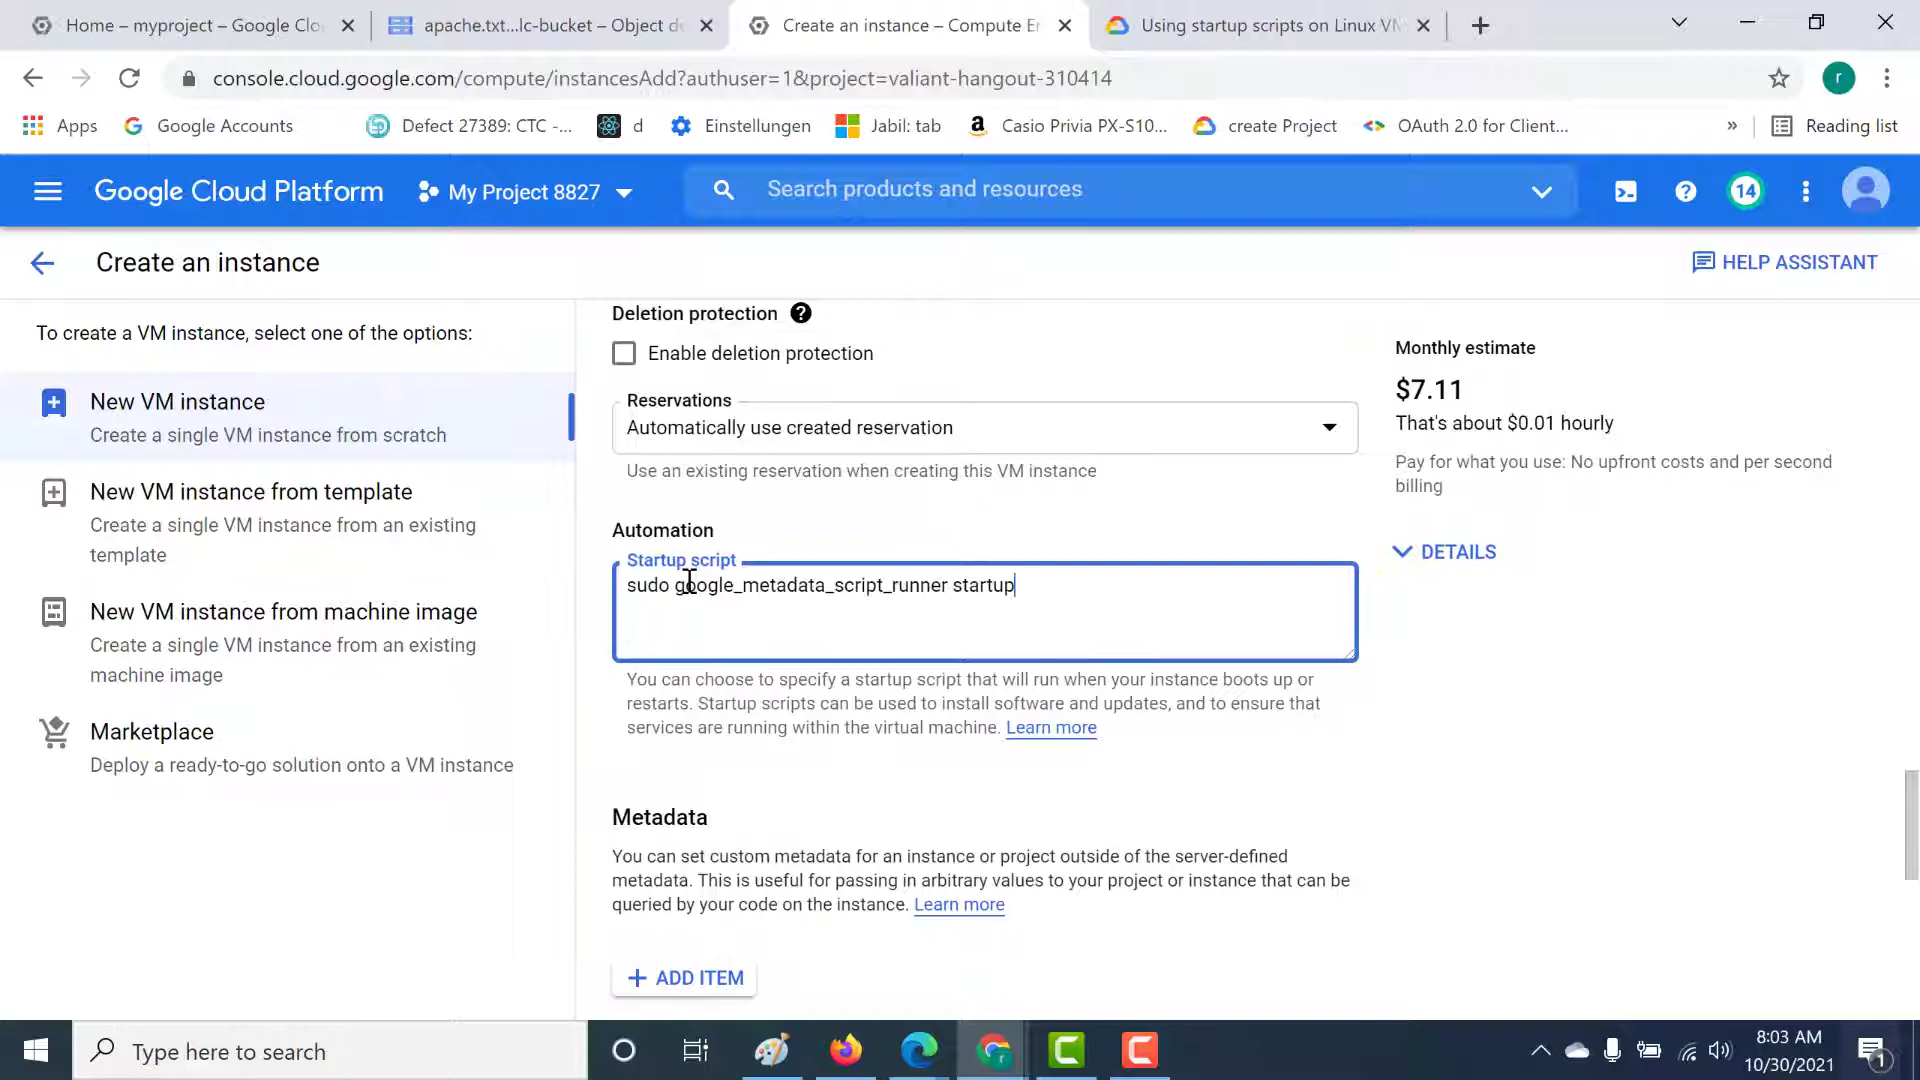 Home – myproject – Google Clo
apache.txt...lc-bucket – Object de
Create an instance – Compute En
Using startup scripts on Linux VM
console.cloud.google.com/compute/instancesAdd?authuser=1&project=valiant-hangout-310414
r
Apps
Google Accounts
Defect 27389: CTC -...
d
Einstellungen
Jabil: tab
Casio Privia PX-S10...
create Project
OAuth 2.0 for Client...
»
Reading list
Google Cloud Platform
My Project 8827
Search products and resources
14
Create an instance
HELP ASSISTANT
To create a VM instance, select one of the options:
New VM instance
Create a single VM instance from scratch
New VM instance from template
Create a single VM instance from an existing
template
New VM instance from machine image
Create a single VM instance from an existing
machine image
Marketplace
Deploy a ready-to-go solution onto a VM instance
Deletion protection
Enable deletion protection
Reservations
Automatically use created reservation
Use an existing reservation when creating this VM instance
Automation
Startup script
sudo google_metadata_script_runner startup
You can choose to specify a startup script that will run when your instance boots up or
restarts. Startup scripts can be used to install software and updates, and to ensure that
services are running within the virtual machine. Learn more
Metadata
You can set custom metadata for an instance or project outside of the server-defined
metadata. This is useful for passing in arbitrary values to your project or instance that can be
queried by your code on the instance. Learn more
+ ADD ITEM
Monthly estimate
$7.11
That's about $0.01 hourly
Pay for what you use: No upfront costs and per second
billing
DETAILS
Type here to search
8:03 AM
10/30/2021
1